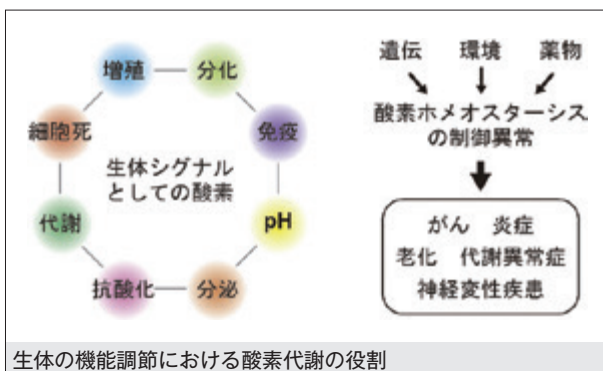 増殖
分化
細胞死
免疫
生体シグナル
としての酸素
代謝
pH
抗酸化
分泌
遺伝 環境 薬物
酸素ホメオスターシス
の制御異常
がん 炎症
老化 代謝異常症
神経変性疾患
生体の機能調節における酸素代謝の役割